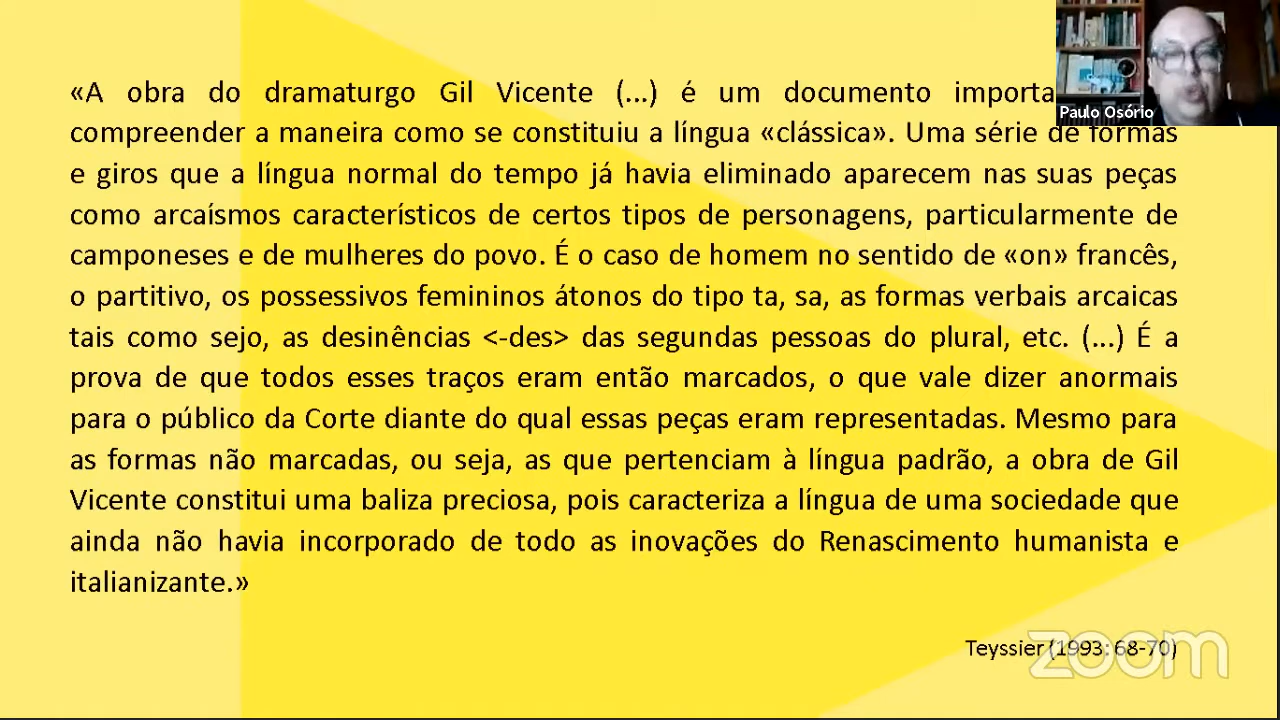 «A obra do dramaturgo Gil Vicente (...) é um documento importa
compreender a maneira como se constituiu a língua «clássica». Uma série de formas
e giros que a língua normal do tempo já havia eliminado aparecem nas suas peças
como arcaísmos característicos de certos tipos de personagens, particularmente de
camponeses e de mulheres do povo. É o caso de homem no sentido de «on» francês,
o partitivo, os possessivos femininos átonos do tipo ta, sa, as formas verbais arcaicas
tais como sejo, as desinências <-des> das segundas pessoas do plural, etc. (...) É a
prova de que todos esses traços eram então marcados, o que vale dizer anormais
para o público da Corte diante do qual essas peças eram representadas. Mesmo para
as formas não marcadas, ou seja, as que pertenciam à língua padrão, a obra de Gil
Vicente constitui uma baliza preciosa, pois caracteriza a língua de uma sociedade que
ainda não havia incorporado de todo as inovações do Renascimento humanista e
italianizante.»
Teyssier (1993: 68-70)
Paulo Osório
zoom